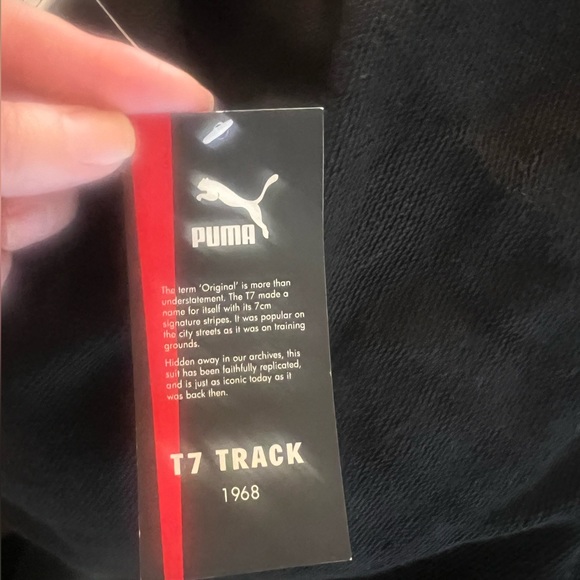 PUMA
The term 'Original' is more than
understatement. The T7 made a
name for itself with its 7cm
signature stripes. It was popular on
the city streets as it was an training
grounds.
Hidden away in our archives, this
suit has been faithfully replicated,
and is just as iconic today as it
was back then.
T7 TRACK
1968